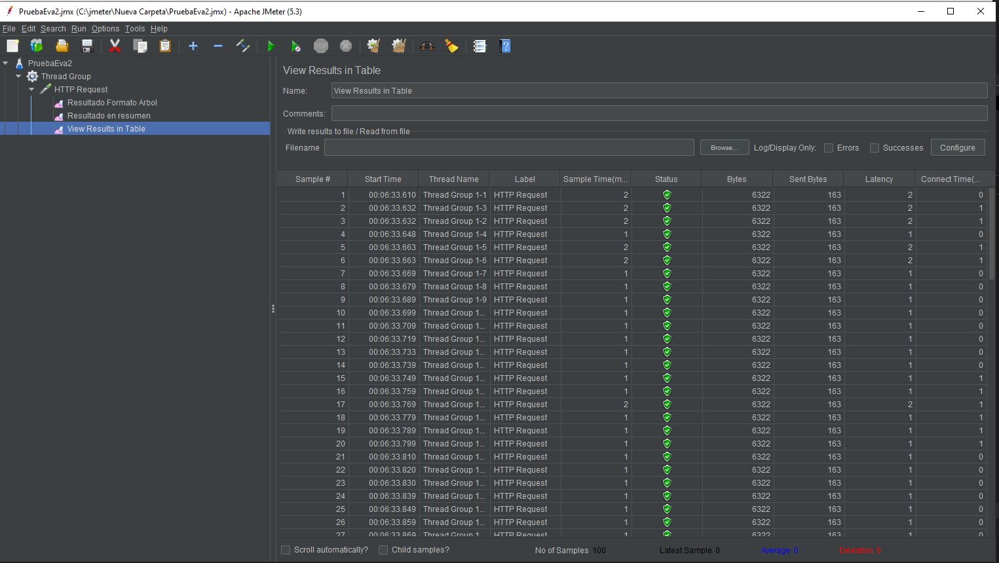 PruebaEva2.jmx (C:\jmeter\Nueva Carpeta\PruebaEva2.jmx) - Apache JMeter (5.3)
File Edit Search Run Options Tools Help
STOP
PruebaEva2
Thread Group
HTTP Request
Resultado Formato Arbol
Resultado en resumen
View Results in Table
View Results in Table
Name: View Results in Table
Comments:
Write results to file / Read from file
Filename Browse... Log/Display Only: Errors Successes Configure
Sample # Start Time Thread Name Label Sample Time(m... Status Bytes Sent Bytes Latency Connect Time(...
1 00:06:33.610 Thread Group 1-1 HTTP Request 2 6322 163 2 0
2 00:06:33.632 Thread Group 1-3 HTTP Request 2 6322 163 2 1
3 00:06:33.632 Thread Group 1-2 HTTP Request 2 6322 163 2 1
4 00:06:33.648 Thread Group 1-4 HTTP Request 1 6322 163 1 0
5 00:06:33.663 Thread Group 1-5 HTTP Request 2 6322 163 2 1
6 00:06:33.663 Thread Group 1-6 HTTP Request 2 6322 163 2 1
7 00:06:33.669 Thread Group 1-7 HTTP Request 1 6322 163 1 0
8 00:06:33.679 Thread Group 1-8 HTTP Request 1 6322 163 1 0
9 00:06:33.689 Thread Group 1-9 HTTP Request 1 6322 163 1 0
10 00:06:33.699 Thread Group 1... HTTP Request 1 6322 163 1 0
11 00:06:33.709 Thread Group 1... HTTP Request 1 6322 163 1 0
12 00:06:33.719 Thread Group 1... HTTP Request 1 6322 163 1 0
13 00:06:33.733 Thread Group 1... HTTP Request 1 6322 163 1 0
14 00:06:33.739 Thread Group 1... HTTP Request 1 6322 163 1 0
15 00:06:33.749 Thread Group 1... HTTP Request 1 6322 163 1 1
16 00:06:33.759 Thread Group 1... HTTP Request 1 6322 163 1 1
17 00:06:33.769 Thread Group 1... HTTP Request 2 6322 163 2 1
18 00:06:33.779 Thread Group 1... HTTP Request 1 6322 163 1 1
19 00:06:33.789 Thread Group 1... HTTP Request 1 6322 163 1 1
20 00:06:33.799 Thread Group 1... HTTP Request 1 6322 163 1 1
21 00:06:33.810 Thread Group 1... HTTP Request 1 6322 163 1 0
22 00:06:33.820 Thread Group 1... HTTP Request 1 6322 163 1 0
23 00:06:33.830 Thread Group 1... HTTP Request 1 6322 163 1 0
24 00:06:33.839 Thread Group 1... HTTP Request 1 6322 163 1 0
25 00:06:33.849 Thread Group 1... HTTP Request 1 6322 163 1 0
26 00:06:33.859 Thread Group 1... HTTP Request 1 6322 163 1 0
27 00:06:33.869 Thread Group 1... HTTP Request 1 6322 163 1 0
Scroll automatically? Child samples? No of Samples 100 Latest Sample 0 Average 0 Deviation 0